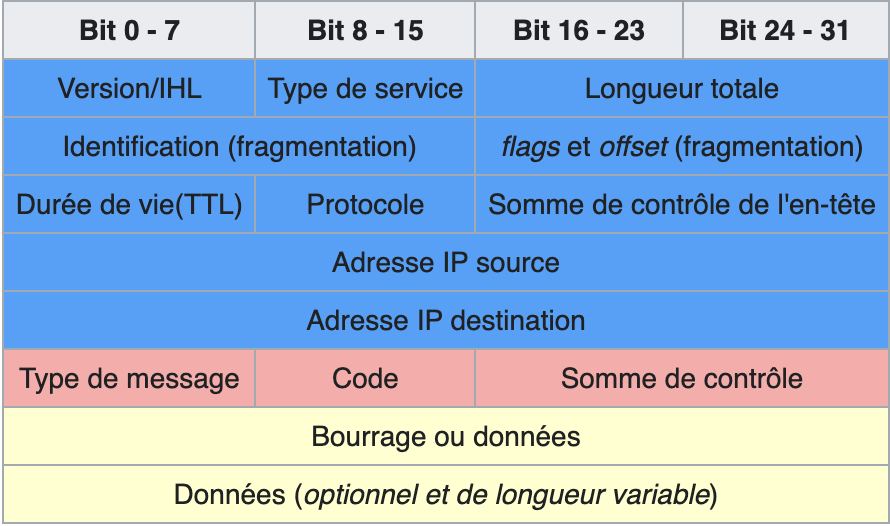 Bit 0 - 7 Bit 8 - 15 Bit 16 - 23 Bit 24 - 31
Version/IHL Type de service Longueur totale
Identification (fragmentation) flags et offset (fragmentation)
Durée de vie(TTL) Protocole Somme de contrôle de l'en-tête
Adresse IP source
Adresse IP destination
Type de message Code Somme de contrôle
Bourrage ou données
Données (optionnel et de longueur variable)